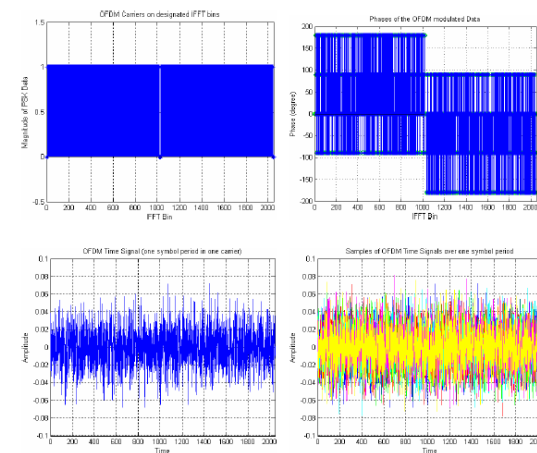 OFDM Carriers on designated IFFT bins
1.5
1
0.5
0
-0.5
Magnitude of PSK Data
0 200 400 600 800 1000 1200 1400 1600 1800 2000
IFFT Bin
Phases of the OFDM modulated Data
200
150
100
50
0
-50
-100
-150
-200
Phase (degree)
0 200 400 600 800 1000 1200 1400 1600 1800 2000
IFFT Bin
OFDM Time Signal (one symbol period in one carrier)
0.1
0.08
0.06
0.04
0.02
0
-0.02
-0.04
-0.06
-0.08
-0.1
Amplitude
0 200 400 600 800 1000 1200 1400 1600 1800 2000
Time
Samples of OFDM Time Signals over one symbol period
0.1
0.08
0.06
0.04
0.02
0
-0.02
-0.04
-0.06
-0.08
-0.1
Amplitude
0 200 400 600 800 1000 1200 1400 1600 1800 200
Time